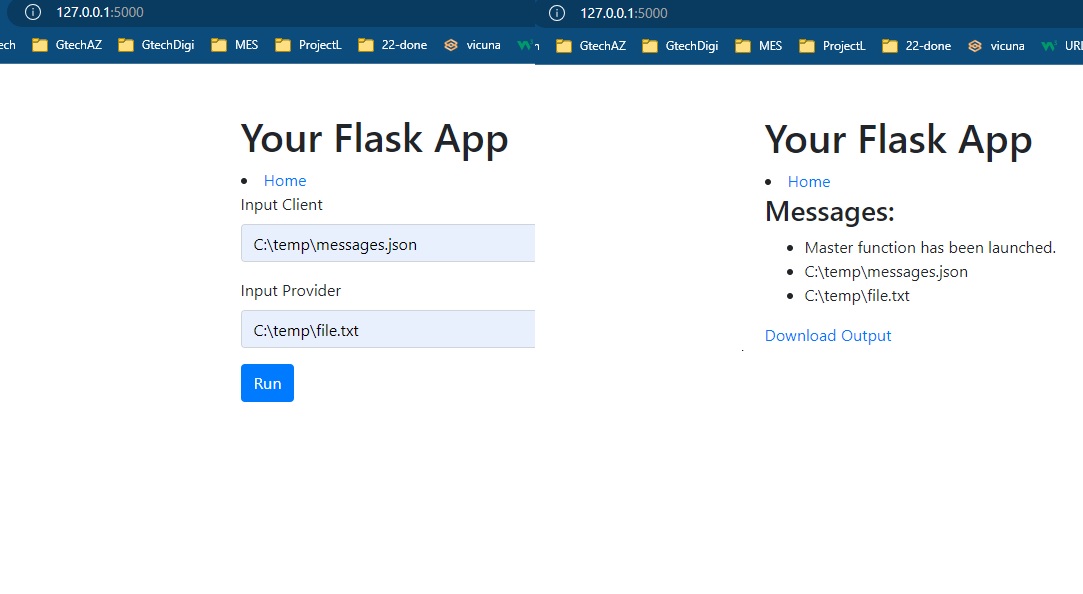 127.0.0.1:5000
ech GtechAZ GtechDigi MES ProjectL 22-done vicuna
Your Flask App
• Home
Input Client
C:\temp\messages.json
Input Provider
C:\temp\file.txt
Run
127.0.0.1:5000
GtechAZ GtechDigi MES ProjectL 22-done vicuna URL
Your Flask App
• Home
Messages:
• Master function has been launched.
• C:\temp\messages.json
• C:\temp\file.txt
Download Output